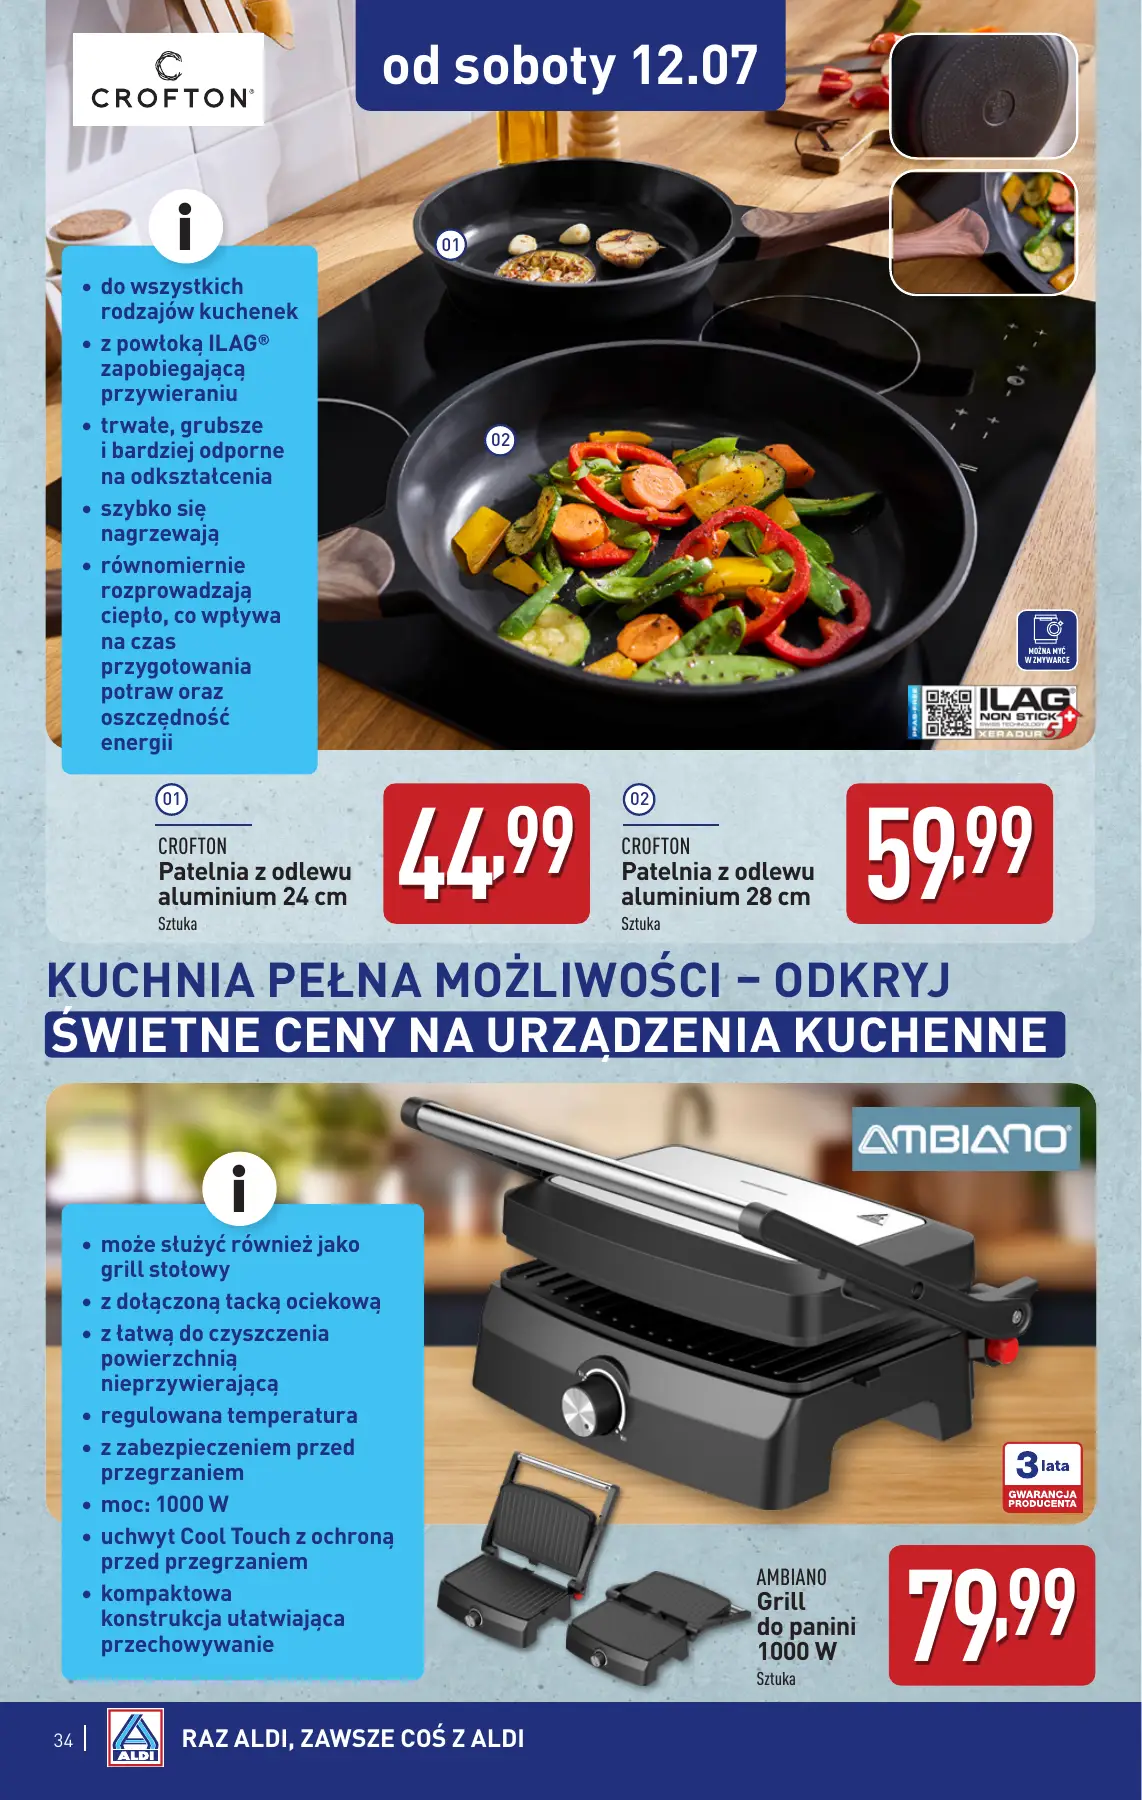 CROFTON®
od soboty 12.07
• do wszystkich
rodzajów kuchenek
• z powłoką ILAG®
zapobiegającą
przywieraniu
• trwałe, grubsze
i bardziej odporne
na odkształcenia
• szybko się
nagrzewają
• równomiernie
rozprowadzają
ciepło, co wpływa
na czas
przygotowania
potraw oraz
oszczędność
energii
01
02
MOŻNA MYĆ
W ZMYWARCE
PFAS-FREE
ILAG®
NON STICK
SWISS TECHNOLOGY
XERADUR 5
01
CROFTON
Patelnia z odlewu
aluminium 24 cm
Sztuka
44,99
02
CROFTON
Patelnia z odlewu
aluminium 28 cm
Sztuka
59,99
KUCHNIA PEŁNA MOŻLIWOŚCI – ODKRYJ
ŚWIETNE CENY NA URZĄDZENIA KUCHENNE
AMBIANO®
• może służyć również jako
grill stołowy
• z dołączoną tacką ociekową
• z łatwą do czyszczenia
powierzchnią
nieprzywierającą
• regulowana temperatura
• z zabezpieczeniem przed
przegrzaniem
• moc: 1000 W
• uchwyt Cool Touch z ochroną
przed przegrzaniem
• kompaktowa
konstrukcja ułatwiająca
przechowywanie
3 lata
GWARANCJA
PRODUCENTA
AMBIANO
Grill
do panini
1000 W
Sztuka
79,99
34
ALDI
RAZ ALDI, ZAWSZE COŚ Z ALDI